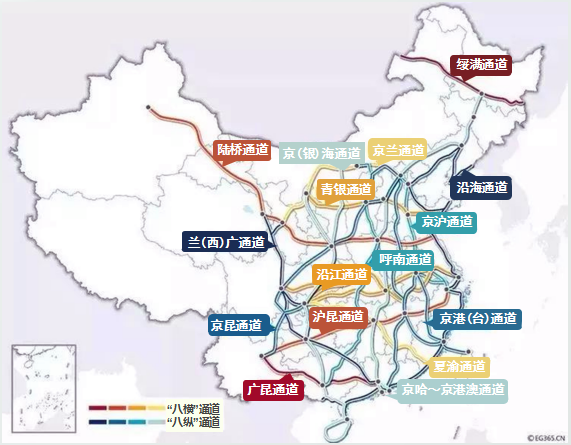 绥满通道
陆桥通道
京(银)海通道
京兰通道
青银通道
沿海通道
京沪通道
兰(西)广通道
呼南通道
沿江通道
京昆通道
沪昆通道
京港(台)通道
夏渝通道
广昆通道
京哈~京港澳通道
“八横”通道
“八纵”通道
©EG365.CN